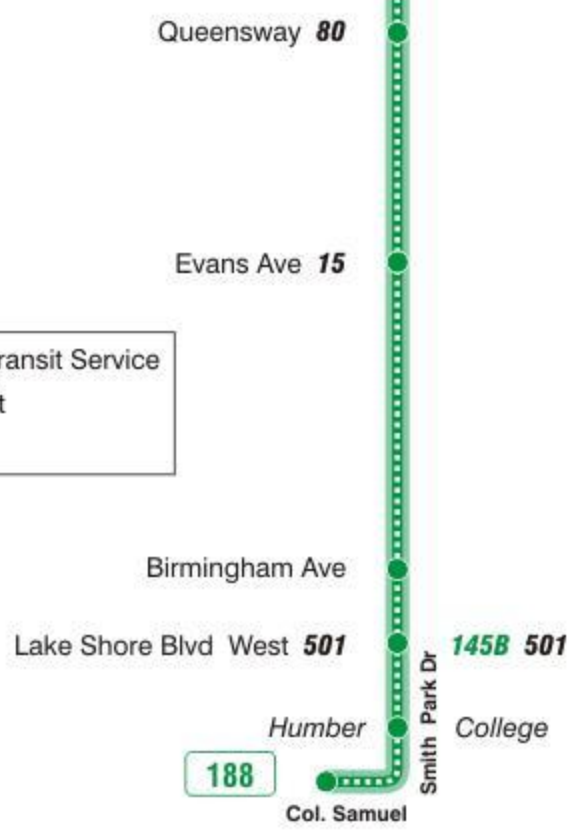 Queensway 80
Evans Ave 15
Transit Service
Birmingham Ave
Lake Shore Blvd West 501
145B 501
Humber College
Smith Park Dr
188
Col. Samuel